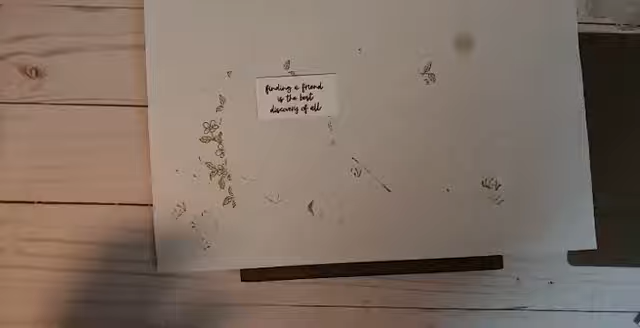 finding a friend
is the best
discovery of all